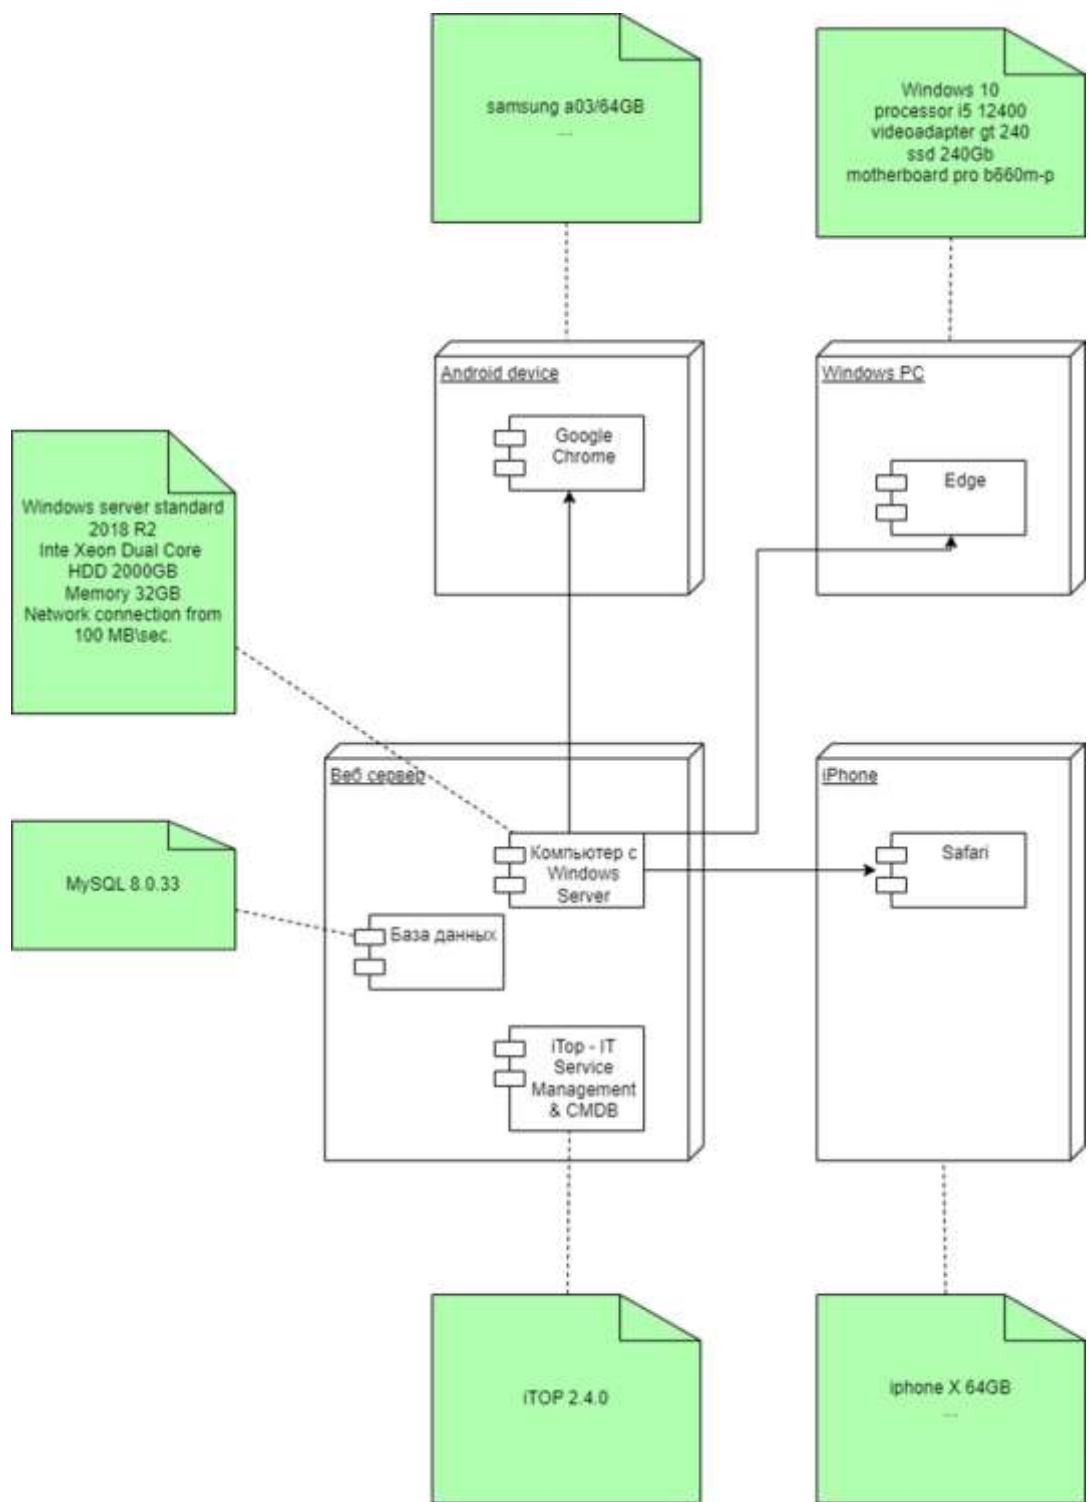 samsung a03/64GB
...
Windows 10
processor i5 12400
videoadapter gt 240
ssd 240Gb
motherboard pro b660m-p
Android device
Google
Chrome
Windows PC
Edge
Windows server standard
2018 R2
Inte Xeon Dual Core
HDD 2000GB
Memory 32GB
Network connection from
100 MB\sec.
Веб сервер
Компьютер с
Windows
Server
iPhone
Safari
MySQL 8.0.33
База данных
iTop - IT
Service
Management
& CMDB
iTOP 2.4.0
iphone X 64GB
...